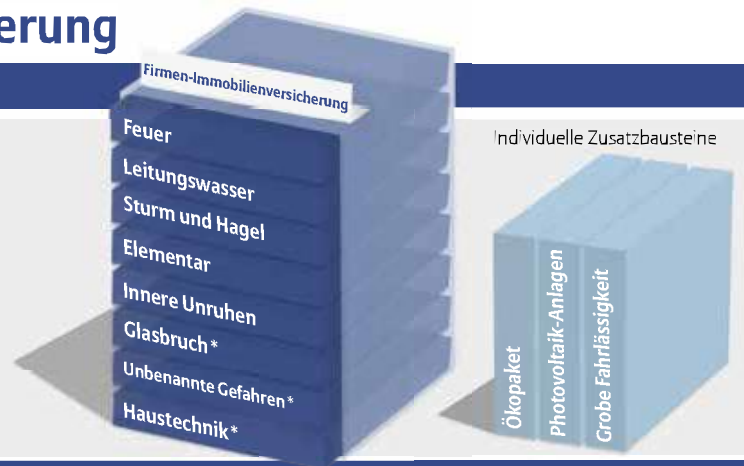 erung
Firmen-Immobilienversicherung
Feuer
Leitungswasser
Sturm und Hagel
Elementar
Innere Unruhen
Glasbruch*
Unbenannte Gefahren*
Haustechnik*
Individuelle Zusatzbausteine
Ökopaket
Photovoltaik-Anlagen
Grobe Fahrlässigkeit